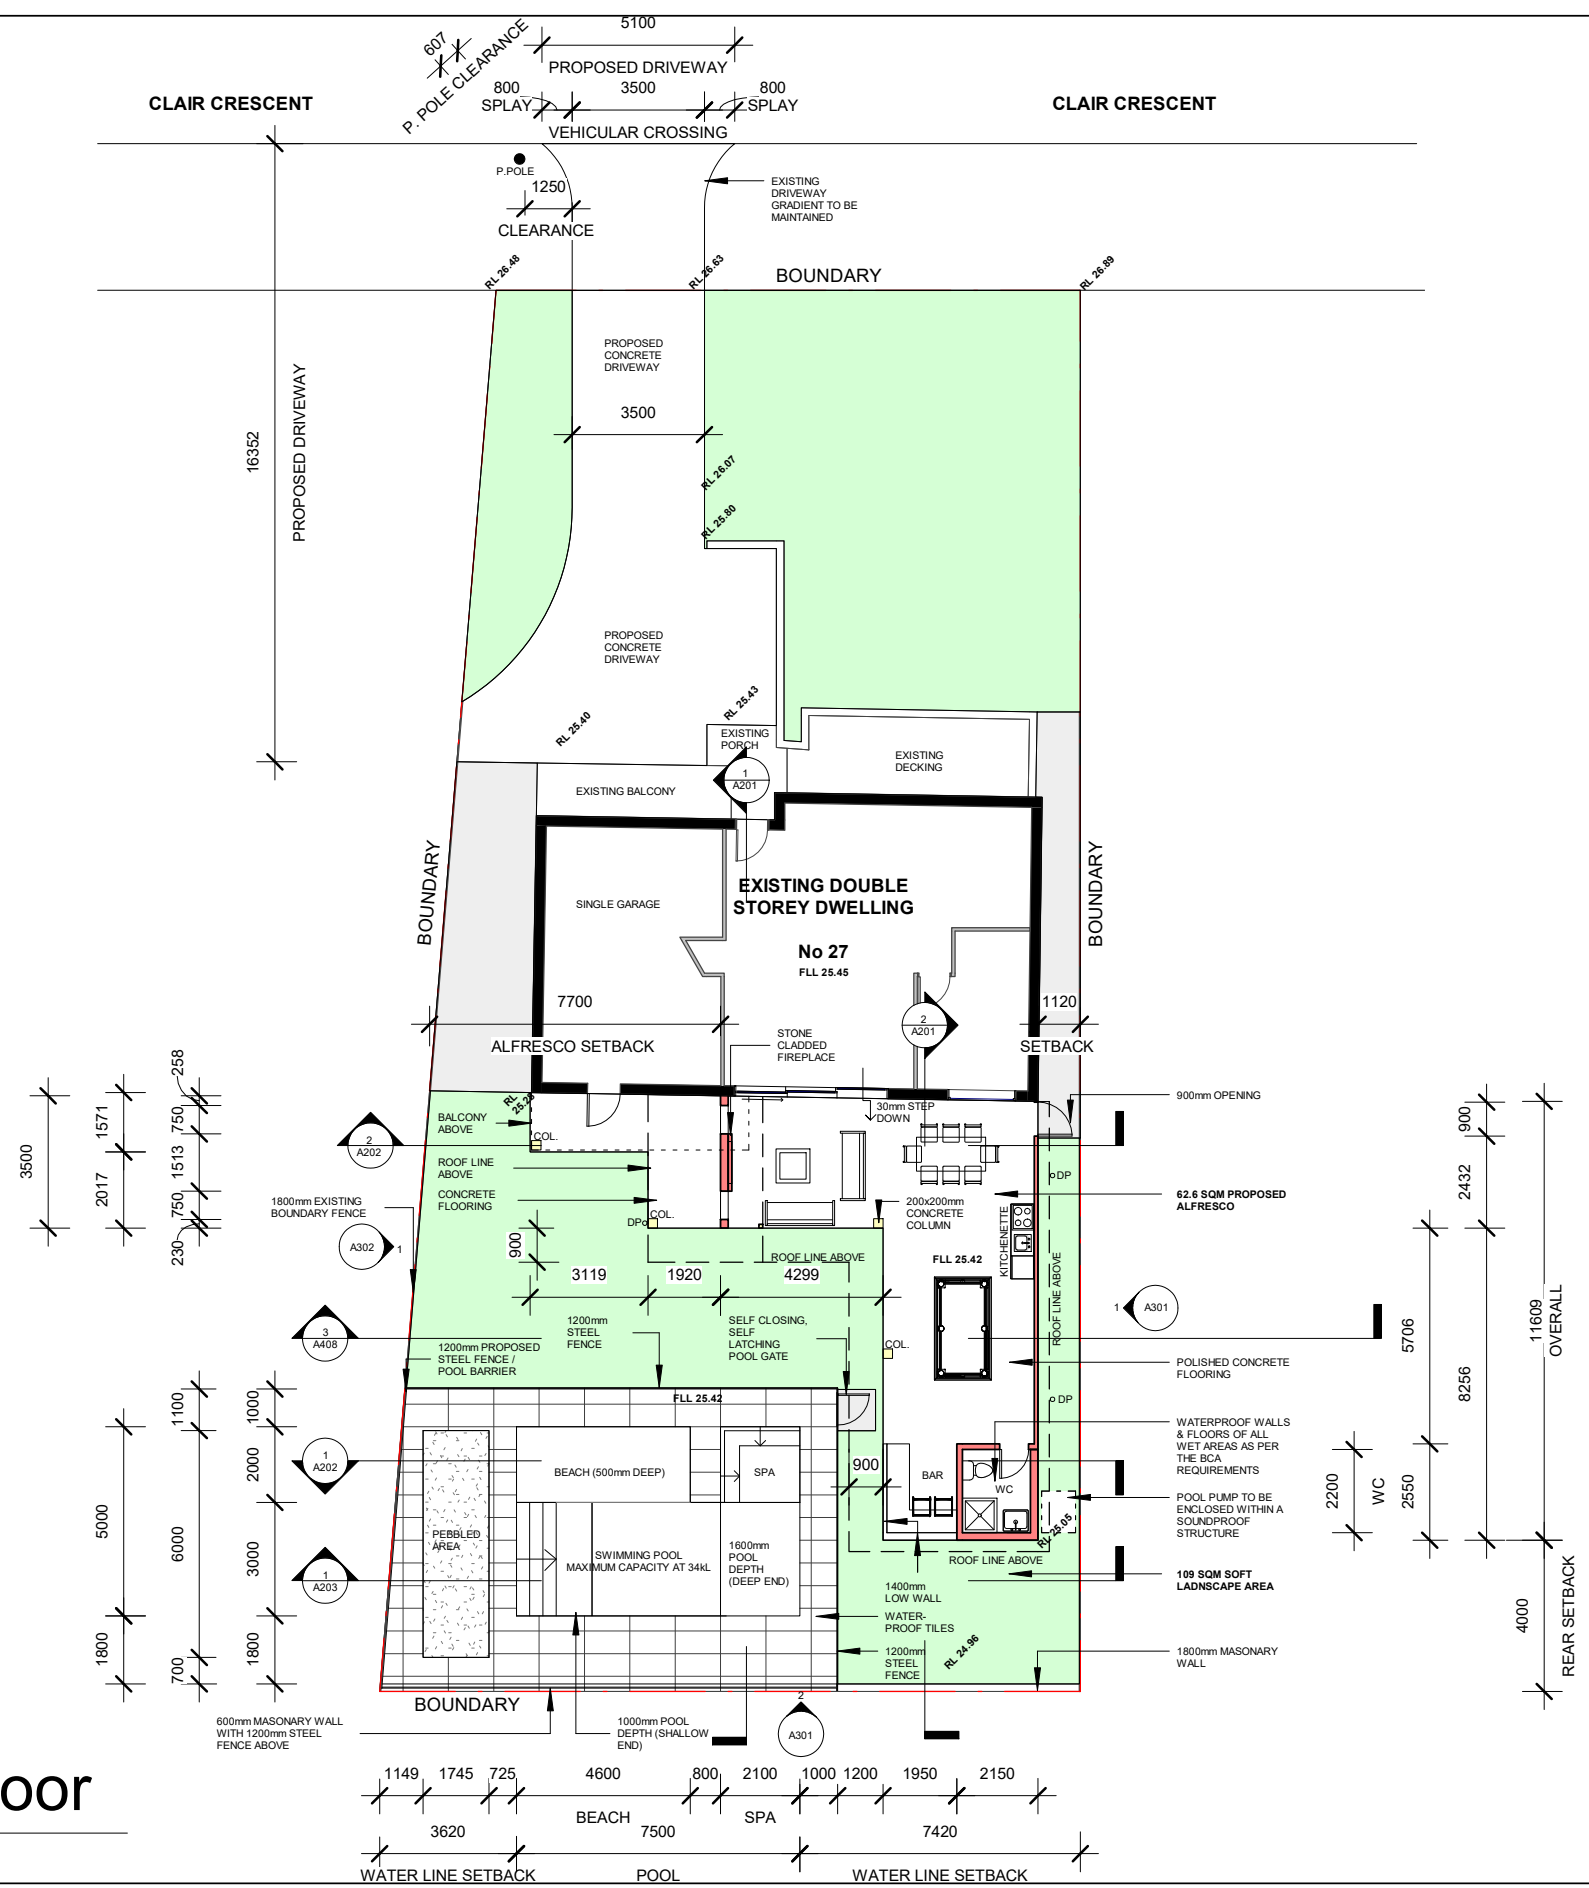 5100
607
P. POLE CLEARANCE
PROPOSED DRIVEWAY
800
SPLAY
3500
800
SPLAY
CLAIR CRESCENT
CLAIR CRESCENT
VEHICULAR CROSSING
P.POLE
1250
CLEARANCE
EXISTING
DRIVEWAY
GRADIENT TO BE
MAINTAINED
RL 26.48
RL 26.63
BOUNDARY
RL 26.89
PROPOSED
CONCRETE
DRIVEWAY
3500
16352
PROPOSED DRIVEWAY
RL 26.07
RL 25.80
PROPOSED
CONCRETE
DRIVEWAY
RL 25.40
RL 25.43
EXISTING
PORCH
EXISTING
DECKING
1
A201
EXISTING BALCONY
BOUNDARY
BOUNDARY
SINGLE GARAGE
EXISTING DOUBLE
STOREY DWELLING
No 27
FLL 25.45
7700
1120
2
A201
ALFRESCO SETBACK
STONE
CLADDED
FIREPLACE
SETBACK
258
1571
750
3500
2017
1513
750
230
RL
BALCONY
ABOVE
COL.
30mm STEP
DOWN
900mm OPENING
900
2
A202
ROOF LINE
ABOVE
CONCRETE
FLOORING
1800mm EXISTING
BOUNDARY FENCE
DP
COL.
200x200mm
CONCRETE
COLUMN
DP
62.6 SQM PROPOSED
ALFRESCO
2432
KITCHENETTE
A302
1
900
ROOF LINE ABOVE
FLL 25.42
ROOF LINE ABOVE
3119
1920
4299
1
A301
11609
OVERALL
5706
8256
3
A408
1200mm
STEEL
FENCE
SELF CLOSING,
SELF
LATCHING
POOL GATE
COL.
1200mm PROPOSED
STEEL FENCE /
POOL BARRIER
POLISHED CONCRETE
FLOORING
FLL 25.42
DP
1100
1000
WATERPROOF WALLS
& FLOORS OF ALL
WET AREAS AS PER
THE BCA
REQUIREMENTS
1
A202
2000
BEACH (500mm DEEP)
SPA
900
BAR
WC
2200
WC
2550
POOL PUMP TO BE
ENCLOSED WITHIN A
SOUNDPROOF
STRUCTURE
5000
6000
3000
PEBBLED
AREA
SWIMMING POOL
MAXIMUM CAPACITY AT 34kL
1600mm
POOL
DEPTH
(DEEP END)
RL 25.05
ROOF LINE ABOVE
1
A203
1400mm
LOW WALL
109 SQM SOFT
LADNSCAPE AREA
WATER-
PROOF TILES
4000
REAR SETBACK
1800
700
1800
1200mm
STEEL
FENCE
RL 24.96
1800mm MASONARY
WALL
BOUNDARY
600mm MASONARY WALL
WITH 1200mm STEEL
FENCE ABOVE
1000mm POOL
DEPTH (SHALLOW
END)
2
A301
oor
1149
1745
725
4600
800
2100
1000
1200
1950
2150
BEACH
SPA
3620
7500
7420
WATER LINE SETBACK
POOL
WATER LINE SETBACK